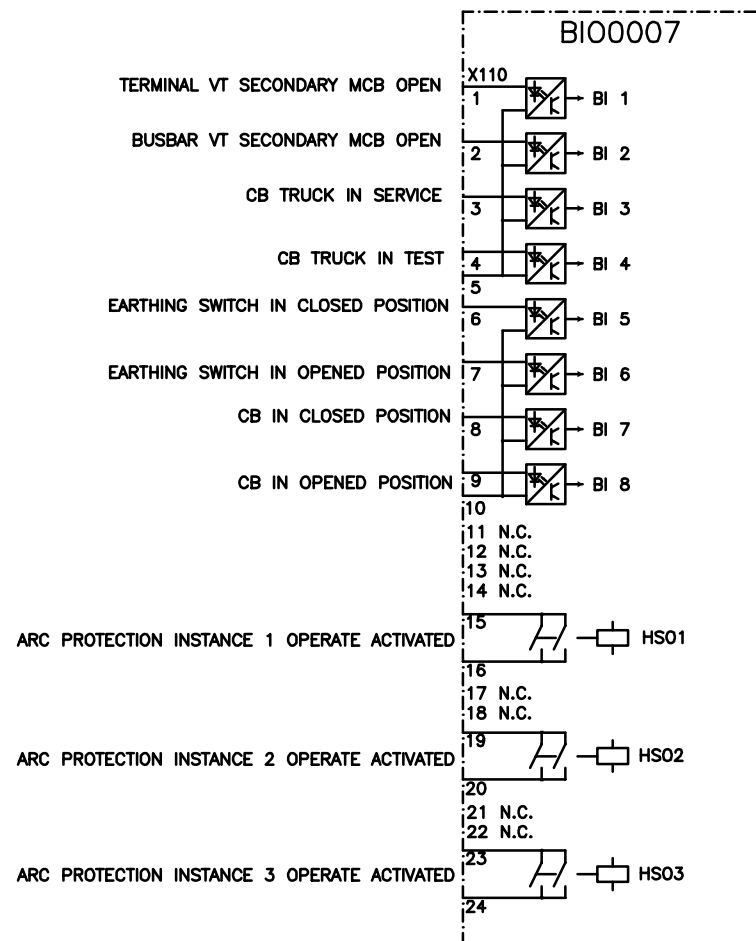 BIO0007
X110
TERMINAL VT SECONDARY MCB OPEN 1 BI 1
BUSBAR VT SECONDARY MCB OPEN 2 BI 2
CB TRUCK IN SERVICE 3 BI 3
CB TRUCK IN TEST 4 BI 4
5
EARTHING SWITCH IN CLOSED POSITION 6 BI 5
EARTHING SWITCH IN OPENED POSITION 7 BI 6
CB IN CLOSED POSITION 8 BI 7
CB IN OPENED POSITION 9 BI 8
10
11 N.C.
12 N.C.
13 N.C.
14 N.C.
15
ARC PROTECTION INSTANCE 1 OPERATE ACTIVATED HSO1
16
17 N.C.
18 N.C.
19
ARC PROTECTION INSTANCE 2 OPERATE ACTIVATED HSO2
20
21 N.C.
22 N.C.
23
ARC PROTECTION INSTANCE 3 OPERATE ACTIVATED HSO3
24